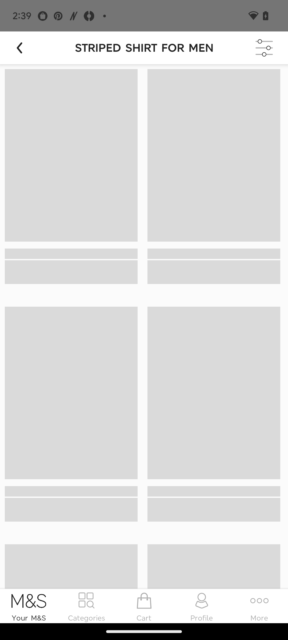 2:39
STRIPED SHIRT FOR MEN
M&S
Your M&S
Categories
Cart
Profile
More